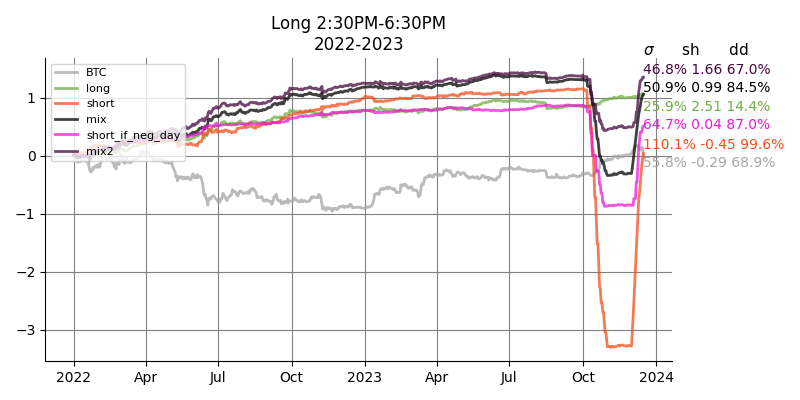 Long 2:30PM-6:30PM
2022-2023
σ sh dd
46.8% 1.66 67.0%
50.9% 0.99 84.5%
25.9% 2.51 14.4%
64.7% 0.04 87.0%
110.1% -0.45 99.6%
55.8% -0.29 68.9%
BTC
long
short
mix
short_if_neg_day
mix2
1
0
−1
−2
−3
2022 Apr Jul Oct 2023 Apr Jul Oct 2024